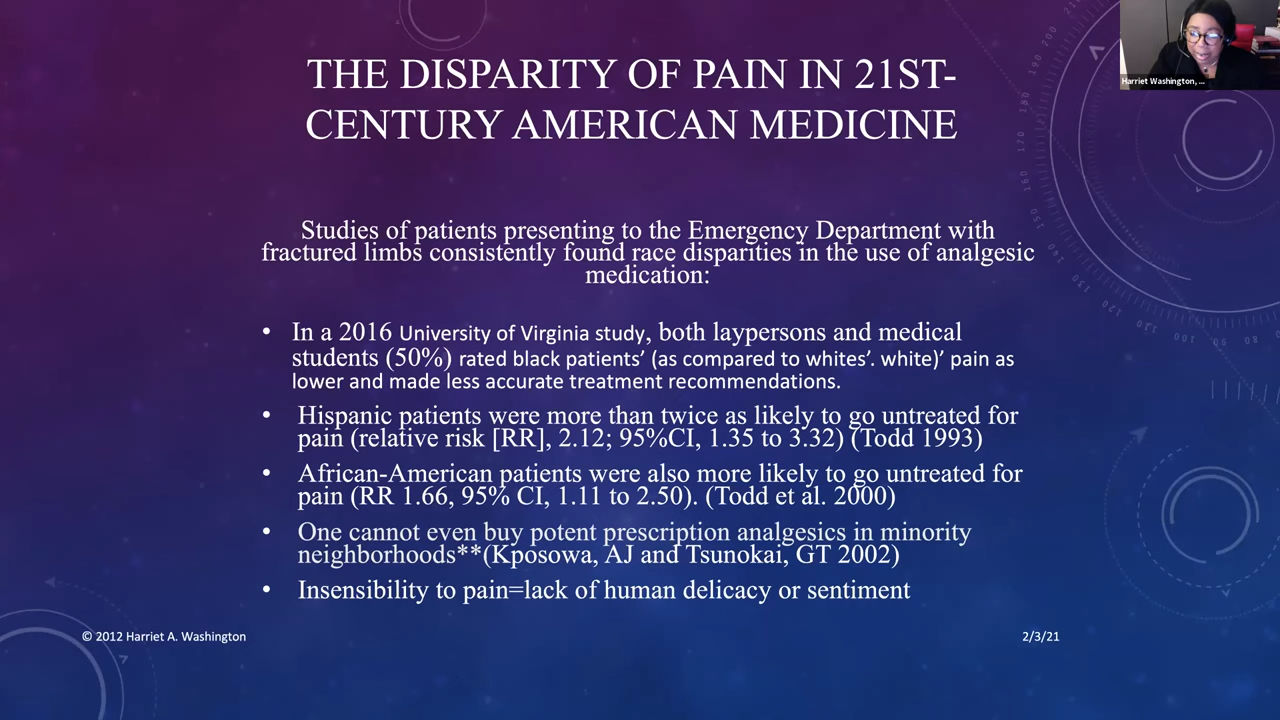 THE DISPARITY OF PAIN IN 21ST-
CENTURY AMERICAN MEDICINE
Harriet Washington, ...
Studies of patients presenting to the Emergency Department with
fractured limbs consistently found race disparities in the use of analgesic
medication:
• In a 2016 University of Virginia study, both laypersons and medical
students (50%) rated black patients’ (as compared to whites’. white)’ pain as
lower and made less accurate treatment recommendations.
• Hispanic patients were more than twice as likely to go untreated for
pain (relative risk [RR], 2.12; 95%CI, 1.35 to 3.32) (Todd 1993)
• African-American patients were also more likely to go untreated for
pain (RR 1.66, 95% CI, 1.11 to 2.50). (Todd et al. 2000)
• One cannot even buy potent prescription analgesics in minority
neighborhoods**(Kposowa, AJ and Tsunokai, GT 2002)
• Insensibility to pain=lack of human delicacy or sentiment
© 2012 Harriet A. Washington
2/3/21